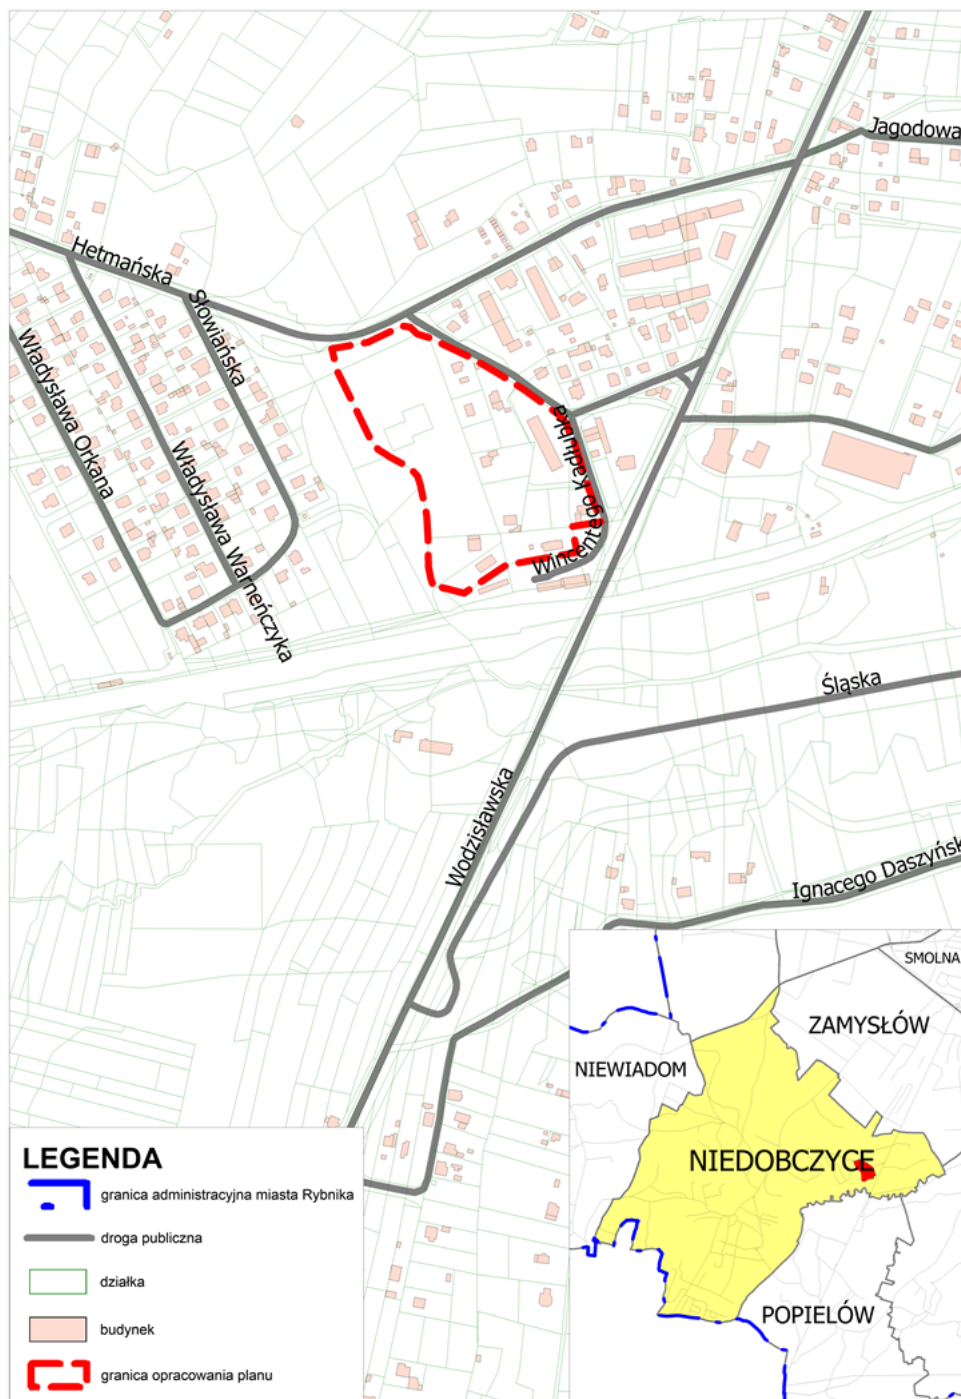 Jagodowa
Hetmańska
Słowiańska
Władysława Orkana
Władysława Warneńczyka
Wincentego Kadłubka
Śląska
Wodzisławska
Ignacego Daszyńsk
SMOLNA
ZAMYSŁÓW
NIEWIADOM
NIEDOBCZYCE
POPIELÓW
LEGENDA
granica administracyjna miasta Rybnika
droga publiczna
działka
budynek
granica opracowania planu